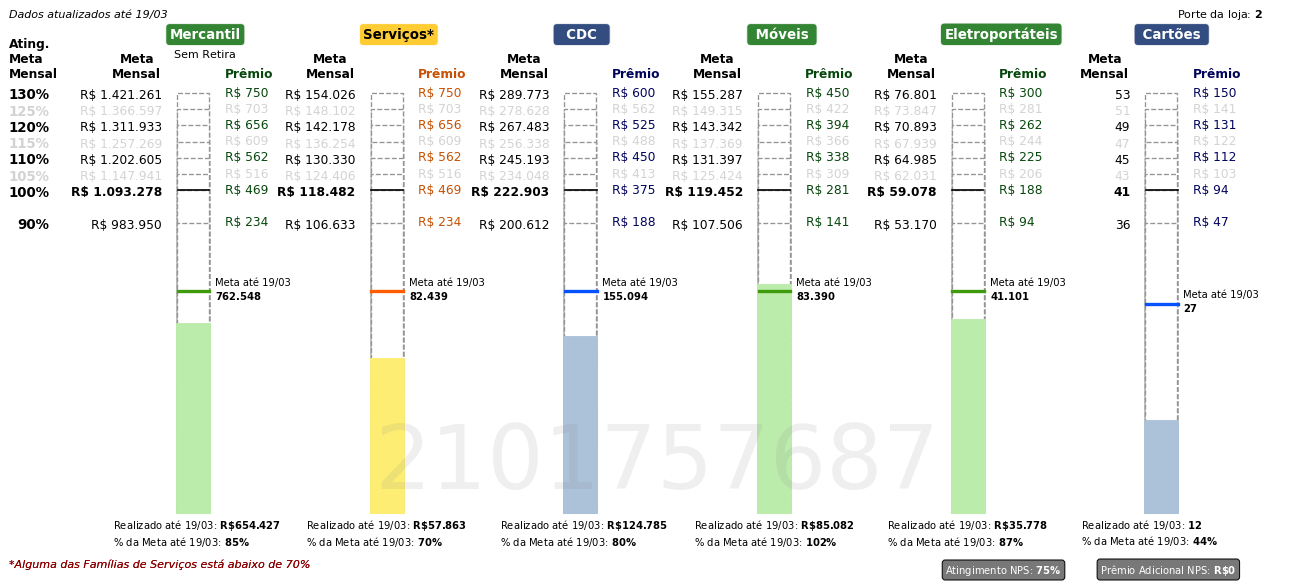 Dados atualizados até 19/03 Porte da loja: 2
Mercantil Serviços* CDC Móveis Eletroportáteis Cartões
Sem Retira
Ating. Meta Mensal Meta Mensal Prêmio Meta Mensal Prêmio Meta Mensal Prêmio Meta Mensal Prêmio Meta Mensal Prêmio Meta Mensal Prêmio
130% R$ 1.421.261 R$ 750 R$ 154.026 R$ 750 R$ 289.773 R$ 600 R$ 155.287 R$ 450 R$ 76.801 R$ 300 53 R$ 150
125% R$ 1.366.597 R$ 703 R$ 148.102 R$ 703 R$ 278.628 R$ 562 R$ 149.315 R$ 422 R$ 73.847 R$ 281 51 R$ 141
120% R$ 1.311.933 R$ 656 R$ 142.178 R$ 656 R$ 267.483 R$ 525 R$ 143.342 R$ 394 R$ 70.893 R$ 262 49 R$ 131
115% R$ 1.257.269 R$ 609 R$ 136.254 R$ 609 R$ 256.338 R$ 488 R$ 137.369 R$ 366 R$ 67.939 R$ 244 47 R$ 122
110% R$ 1.202.605 R$ 562 R$ 130.330 R$ 562 R$ 245.193 R$ 450 R$ 131.397 R$ 338 R$ 64.985 R$ 225 45 R$ 112
105% R$ 1.147.941 R$ 516 R$ 124.406 R$ 516 R$ 234.048 R$ 413 R$ 125.424 R$ 309 R$ 62.031 R$ 206 43 R$ 103
100% R$ 1.093.278 R$ 469 R$ 118.482 R$ 469 R$ 222.903 R$ 375 R$ 119.452 R$ 281 R$ 59.078 R$ 188 41 R$ 94
90% R$ 983.950 R$ 234 R$ 106.633 R$ 234 R$ 200.612 R$ 188 R$ 107.506 R$ 141 R$ 53.170 R$ 94 36 R$ 47
Meta até 19/03 Meta até 19/03 Meta até 19/03 Meta até 19/03 Meta até 19/03 Meta até 19/03
762.548 82.439 155.094 83.390 41.101 27
2101757687
Realizado até 19/03: R$654.427 Realizado até 19/03: R$57.863 Realizado até 19/03: R$124.785 Realizado até 19/03: R$85.082 Realizado até 19/03: R$35.778 Realizado até 19/03: 12
% da Meta até 19/03: 85% % da Meta até 19/03: 70% % da Meta até 19/03: 80% % da Meta até 19/03: 102% % da Meta até 19/03: 87% % da Meta até 19/03: 44%
*Alguma das Famílias de Serviços está abaixo de 70% Atingimento NPS: 75% Prêmio Adicional NPS: R$0